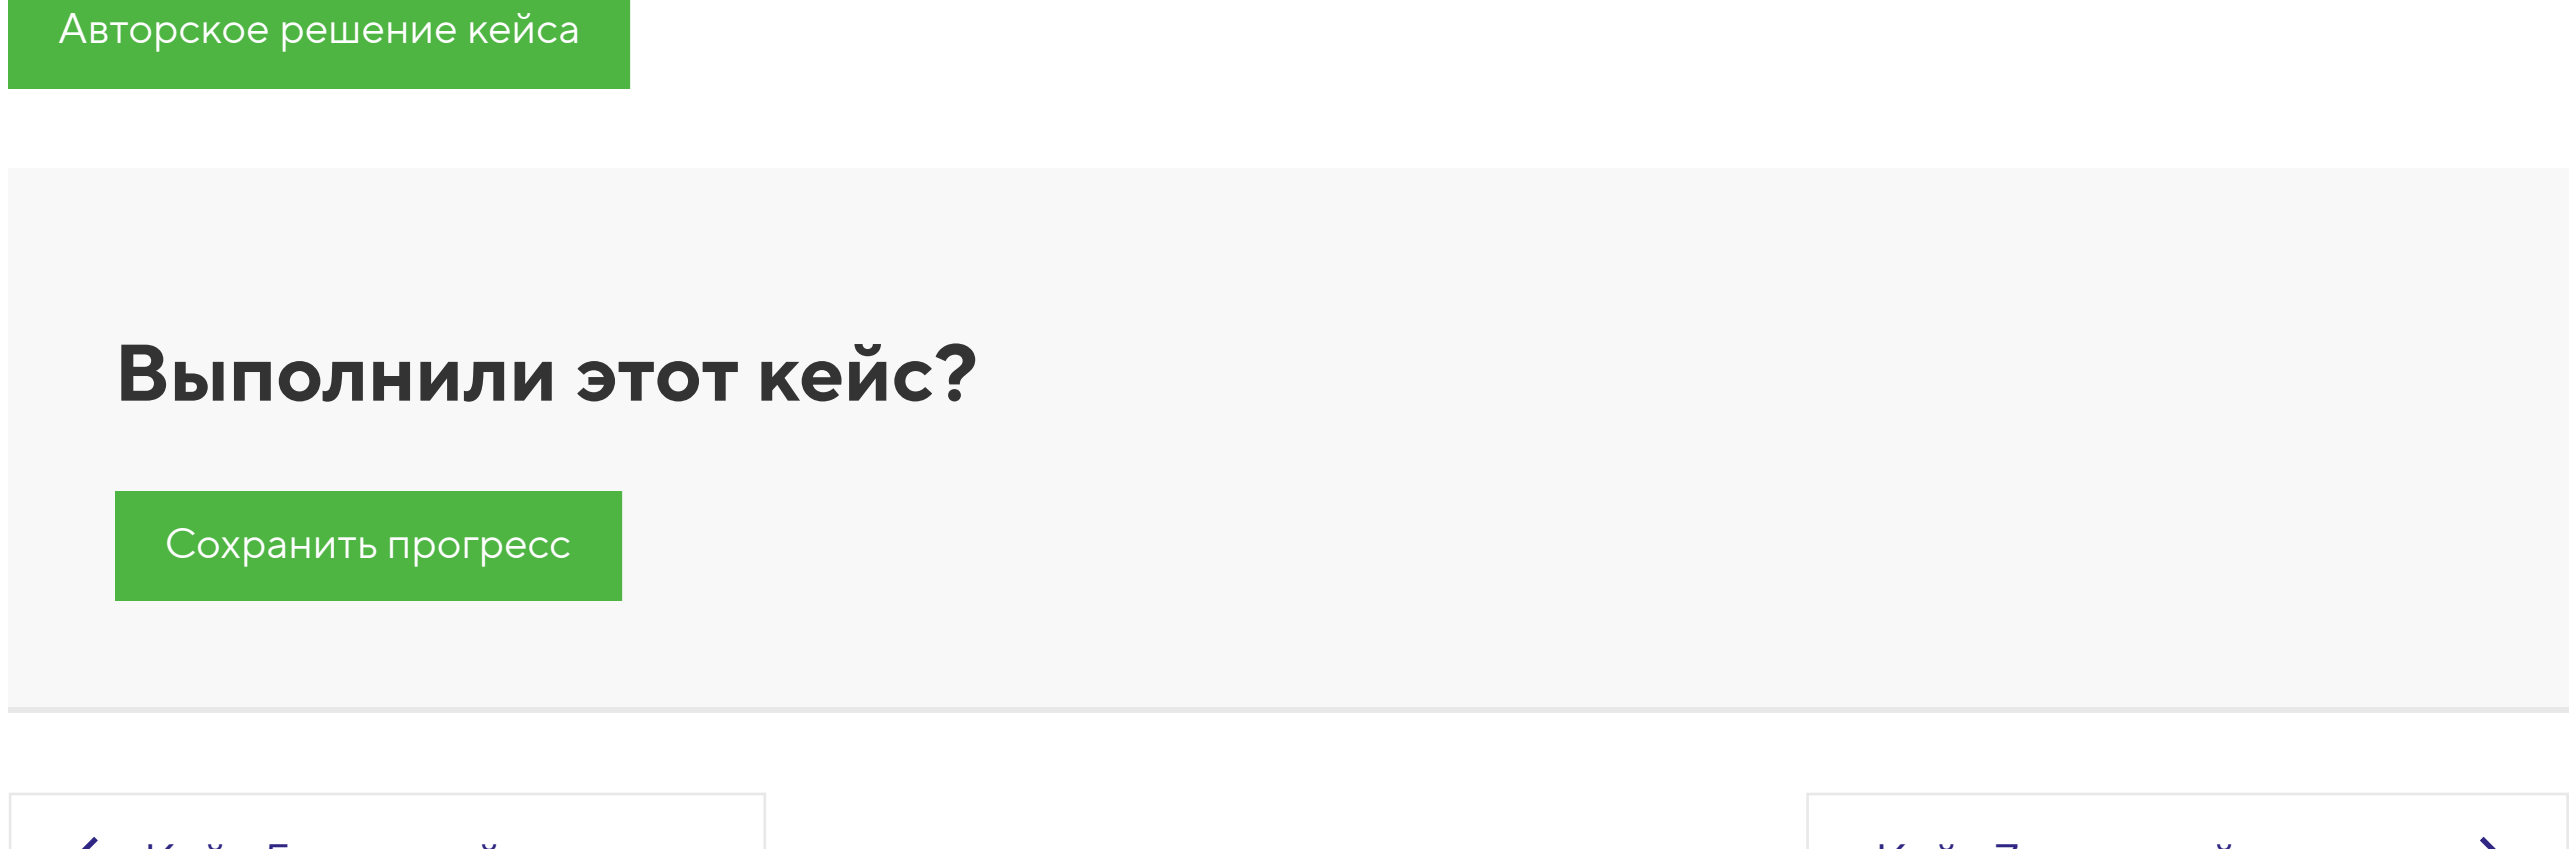 Авторское решение кейса
Выполнили этот кейс?
Сохранить прогресс